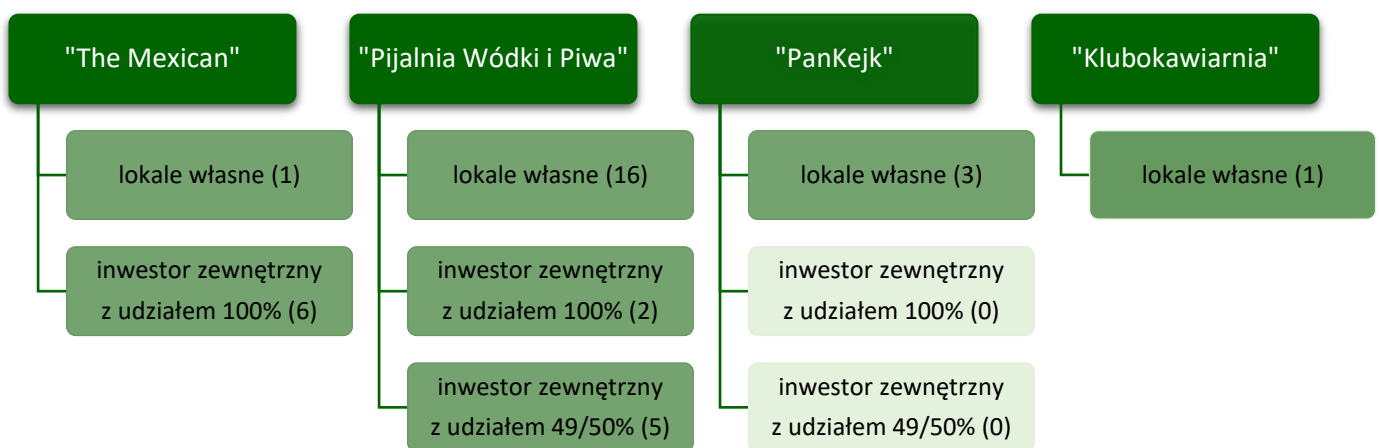 "The Mexican"
lokale własne (1)
inwestor zewnętrzny
z udziałem 100% (6)
"Pijalnia Wódki i Piwa"
lokale własne (16)
inwestor zewnętrzny
z udziałem 100% (2)
inwestor zewnętrzny
z udziałem 49/50% (5)
"PanKejk"
lokale własne (3)
inwestor zewnętrzny
z udziałem 100% (0)
inwestor zewnętrzny
z udziałem 49/50% (0)
"Klubokawiarnia"
lokale własne (1)